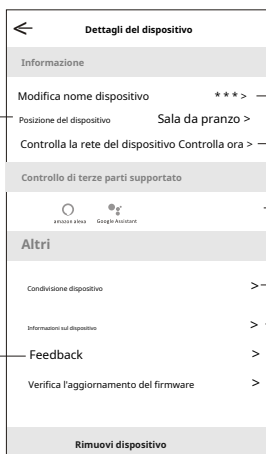 Dettagli del dispositivo
Informazione
Modifica nome dispositivo ***>
Posizione del dispositivo Sala da pranzo >
Controlla la rete del dispositivo Controlla ora >
Controllo di terze parti supportato
amazon alexa Google Assistant
Altri
Condivisione dispositivo >
Informazioni sul dispositivo >
Feedback >
Verifica l'aggiornamento del firmware >
Rimuovi dispositivo